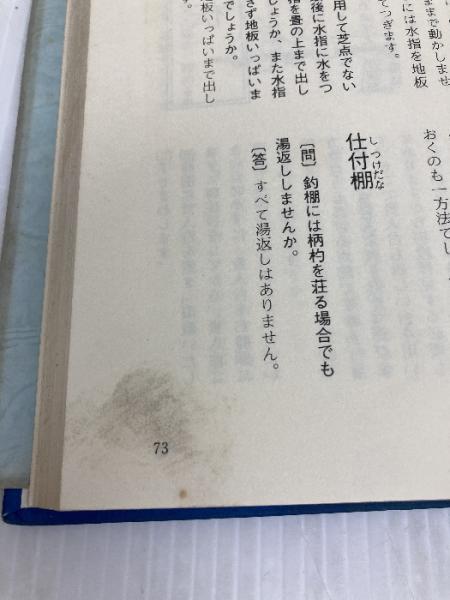 ままで動かしませ
には水指を地板
てつぎます。
用して芝点でない
後に水指に水をつ
指を畳の上まで出し
しょうか、また水指
さず地板いっぱいま
でしょうか。
板いっぱいまで出し
す。
おくのも一方法でし
しつけだな
仕付棚
〔問〕 釣棚には柄杓を荘る場合でも
湯返ししませんか。
〔答〕 すべて湯返しはありません。
73